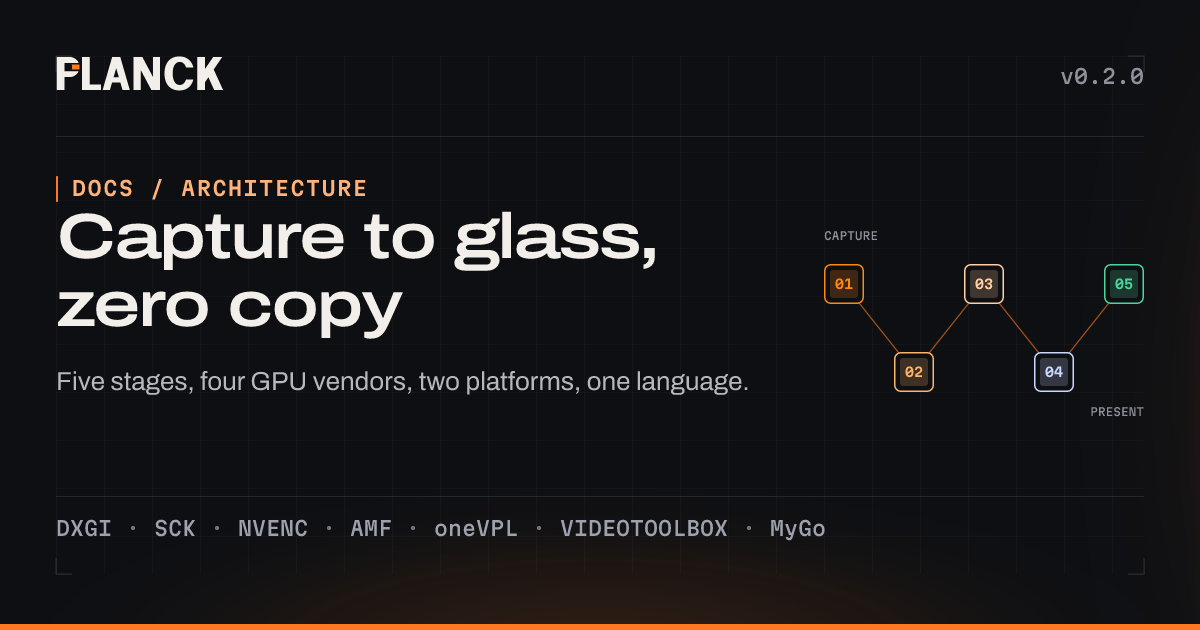 PLANCK
v0.2.0
DOCS / ARCHITECTURE
Capture to glass,
zero copy
Five stages, four GPU vendors, two platforms, one language.
CAPTURE
01
03
05
02
04
PRESENT
DXGI · SCK · NVENC · AMF · oneVPL · VIDEOTOOLBOX · MyGo